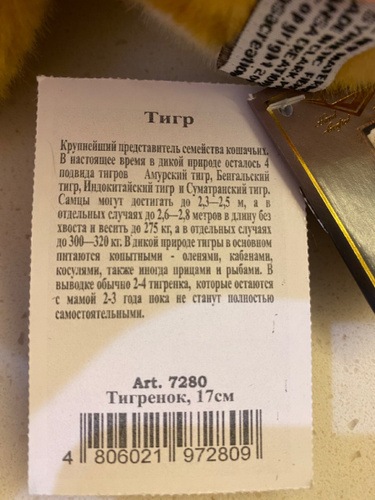 Тигр
Крупнейший представитель семейства кошачьих.
В настоящее время в дикой природе осталось 4
подвида тигров Амурский тигр, Бенгальский
тигр, Индокитайский тигр и Суматранский тигр.
Самцы могут достигать до 2,3—2,5 м, а в
отдельных случаях до 2,6—2,8 метров в длину без
хвоста и весить до 275 кг, а в отдельных случаях
до 300—320 кг. В дикой природе тигры в основном
питаются копытными - оленями, кабанами,
косулями, также иногда прицами и рыбами. В
выводке обычно 2-4 тигренка, которые остаются
с мамой 2-3 года пока не станут полностью
самостоятельными.
Art. 7280
Тигренок, 17см
4 806021 972809